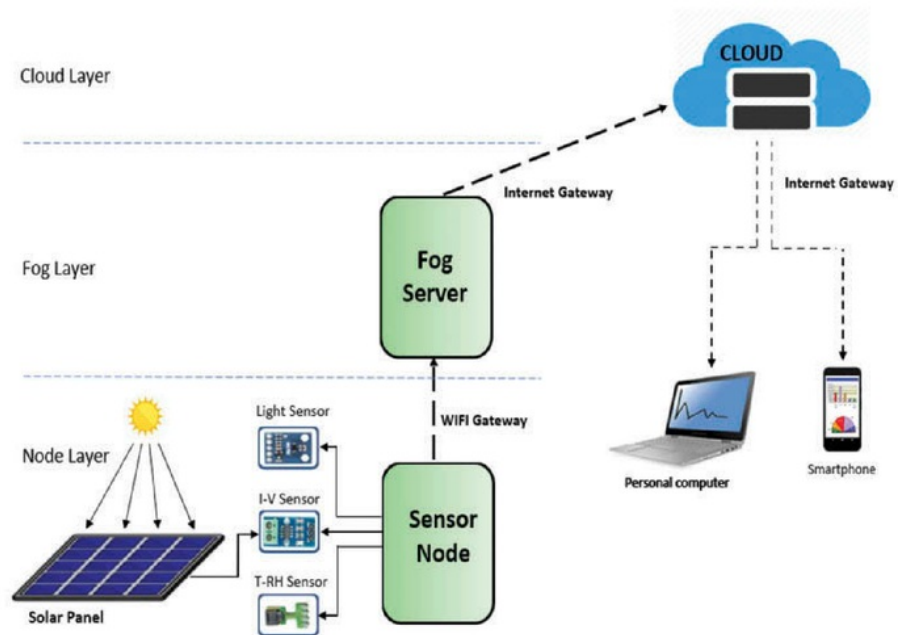 CLOUD
Cloud Layer
Internet Gateway
Internet Gateway
Fog Layer
Fog
Server
WIFI Gateway
Light Sensor
Node Layer
I-V Sensor
Sensor
Node
T-RH Sensor
Solar Panel
Personal computer
Smartphone